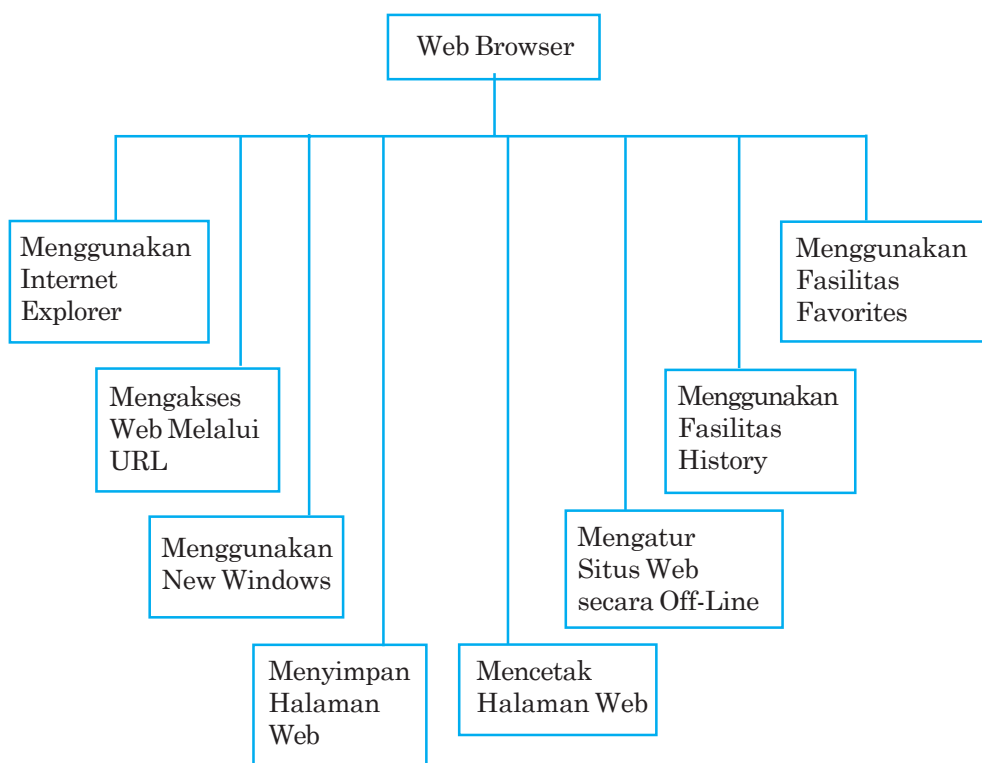 Web Browser
Menggunakan
Internet
Explorer
Mengakses
Web Melalui
URL
Menggunakan
New Windows
Menyimpan
Halaman
Web
Mencetak
Halaman Web
Mengatur
Situs Web
secara Off-Line
Menggunakan
Fasilitas
History
Menggunakan
Fasilitas
Favorites